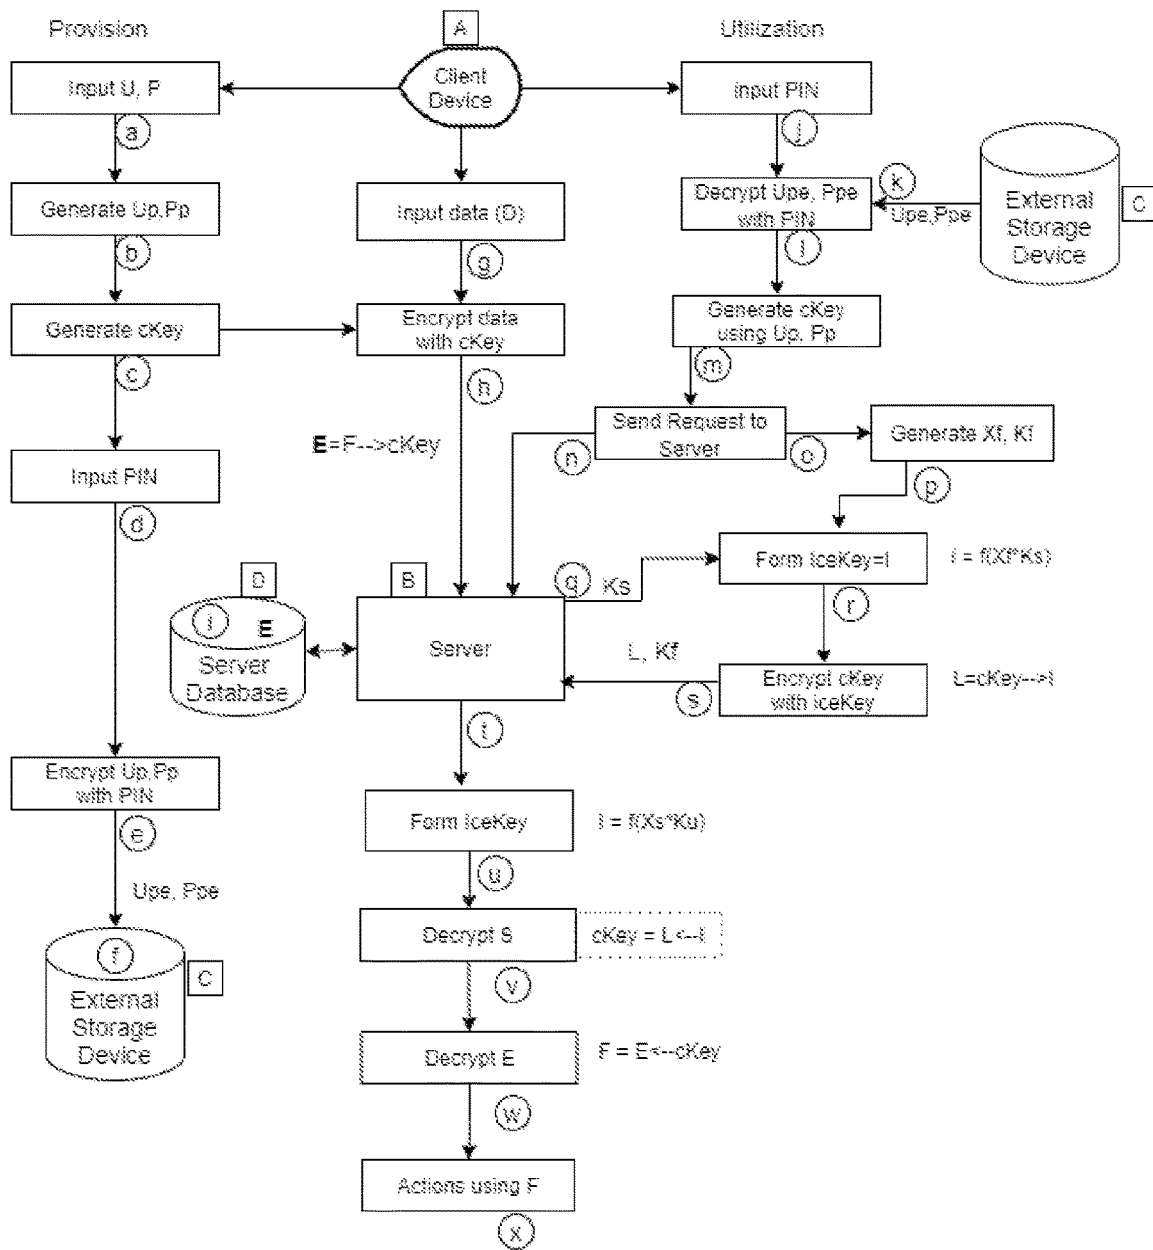 Provision
A
Utilization
Client
Device
Input U, P
a
Generate Up,Pp
b
Generate cKey
c
Input PIN
d
Encrypt Up,Pp
with PIN
e
Upe, Ppe
f
External
Storage
Device
C
Input data (D)
g
Encrypt data
with cKey
h
E=F-->cKey
input PIN
j
Decrypt Upe, Ppe
with PIN
k
Upe,Ppe
External
Storage
Device
C
l
Generate cKey
using Up, Pp
m
Send Request to
Server
n
o
Generate Xf, Kf
p
Form IceKey=I
I = f(Xf*Ks)
q
Ks
r
Encrypt cKey
with IceKey
L=cKey-->I
L, Kf
s
D
i
E
Server
Database
B
Server
t
Form IceKey
I = f(Xs*Ku)
u
Decrypt S
cKey = L<--I
v
Decrypt E
F = E<--cKey
w
Actions using F
x